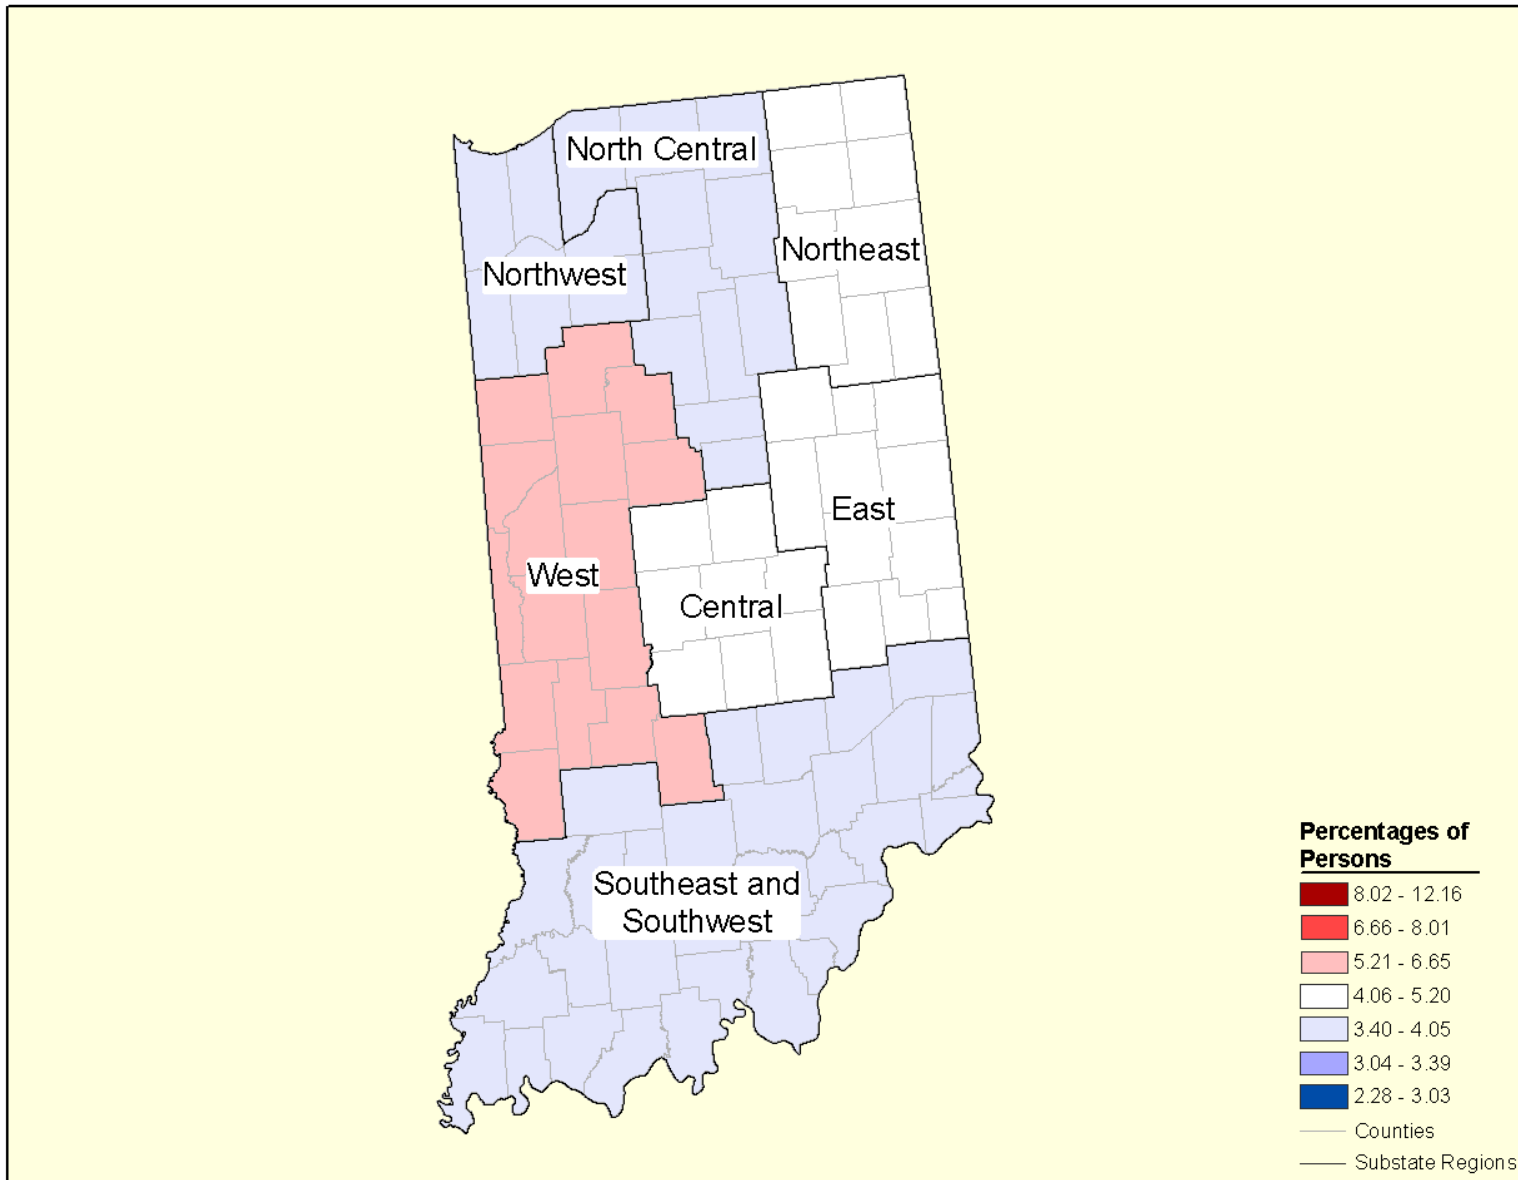 North Central
Northeast
Northwest
East
West
Central
Southeast and
Southwest
Percentages of
Persons
8.02 - 12.16
6.66 - 8.01
5.21 - 6.65
4.06 - 5.20
3.40 - 4.05
3.04 - 3.39
2.28 - 3.03
Counties
Substate Regions